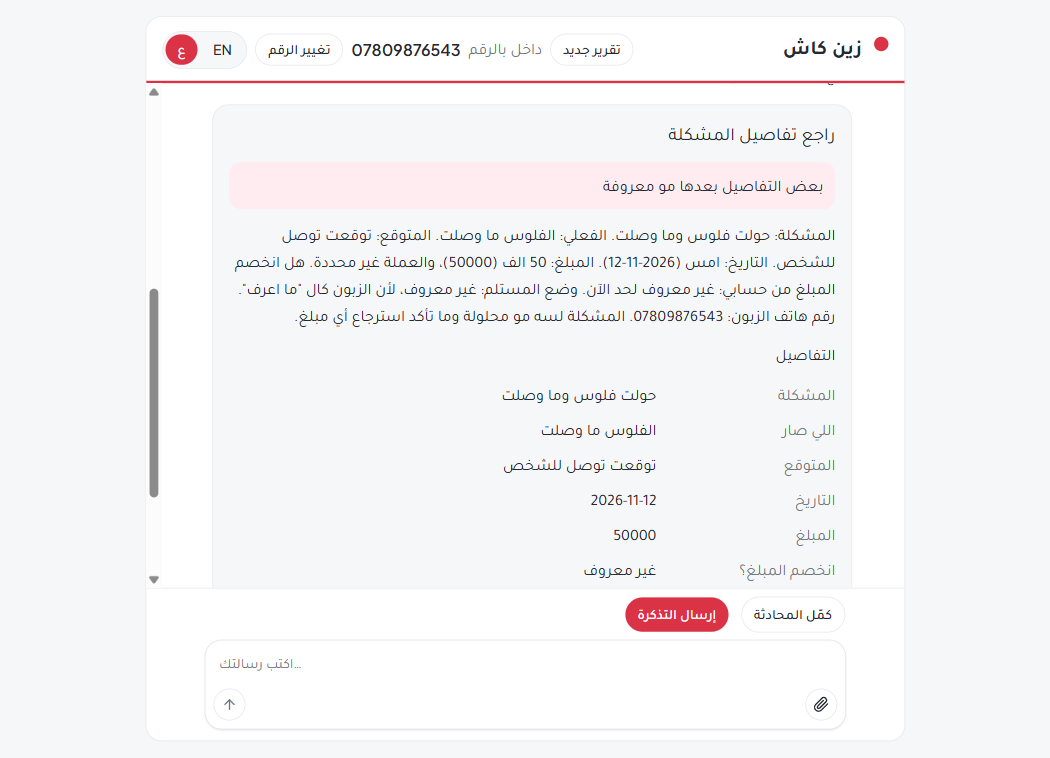 زين كاش
تقرير جديد
داخل بالرقم 07809876543
تغيير الرقم
EN
ع
راجع تفاصيل المشكلة
بعض التفاصيل بعدها مو معروفة
المشكلة: حولت فلوس وما وصلت. الفعلي: الفلوس ما وصلت. المتوقع: توقعت توصل
للشخص. التاريخ: امس (2026-11-12). المبلغ: 50 الف (50000)، والعملة غير محددة. هل انخصم
المبلغ من حسابي: غير معروف لحد الآن. وضع المستلم: غير معروف، لأن الزبون كال "ما اعرف".
رقم هاتف الزبون: 07809876543. المشكلة لسه مو محلولة وما تأكد استرجاع أي مبلغ.
التفاصيل
المشكلة حولت فلوس وما وصلت
اللي صار الفلوس ما وصلت
المتوقع توقعت توصل للشخص
التاريخ 2026-11-12
المبلغ 50000
انخصم المبلغ؟ غير معروف
كمّل المحادثة
إرسال التذكرة
اكتب رسالتك...